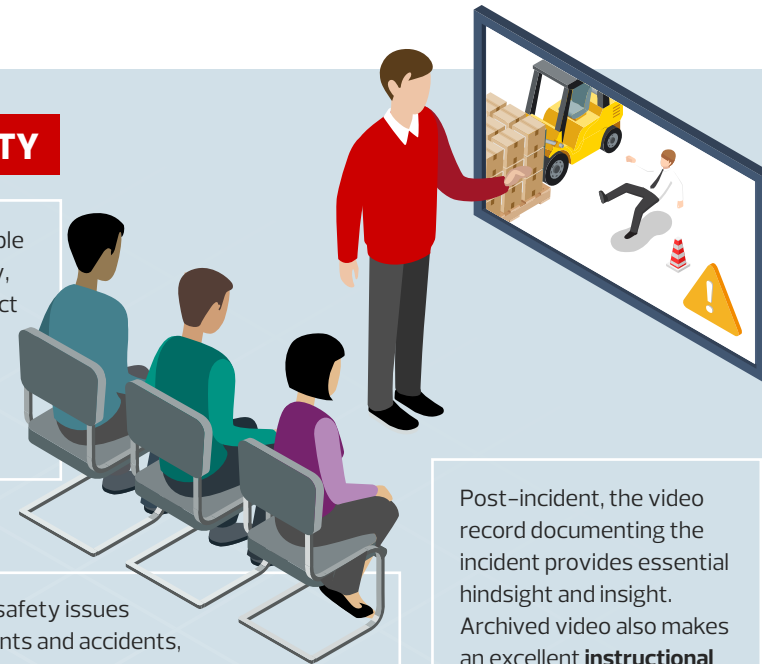 TY
ct
safety issues
nts and accidents,
Post-incident, the video
record documenting the
incident provides essential
hindsight and insight.
Archived video also makes
an excellent instructional